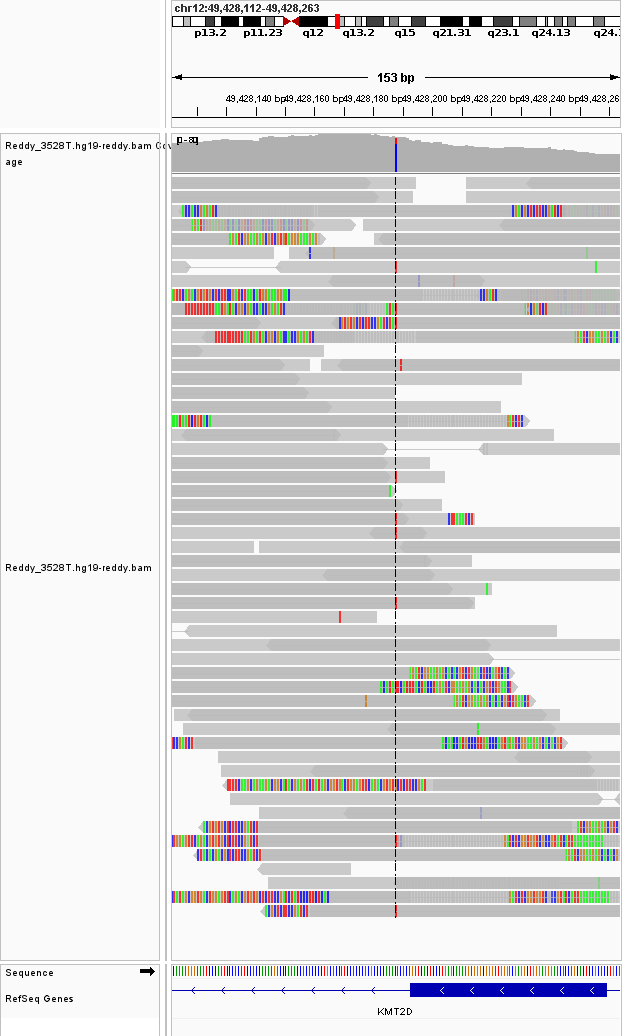 chr12:49,428,112-49,428,263
p13.2 p11.23 q12 q13.2 q15 q21.31 q23.1 q24.13 q24.
153 bp
49,428,140 bp 49,428,160 bp 49,428,180 bp 49,428,200 bp 49,428,220 bp 49,428,240 bp 49,428,26
Reddy_3528T.hg19-reddy.bam Cov
age
Reddy_3528T.hg19-reddy.bam
Sequence
RefSeq Genes
KMT2D